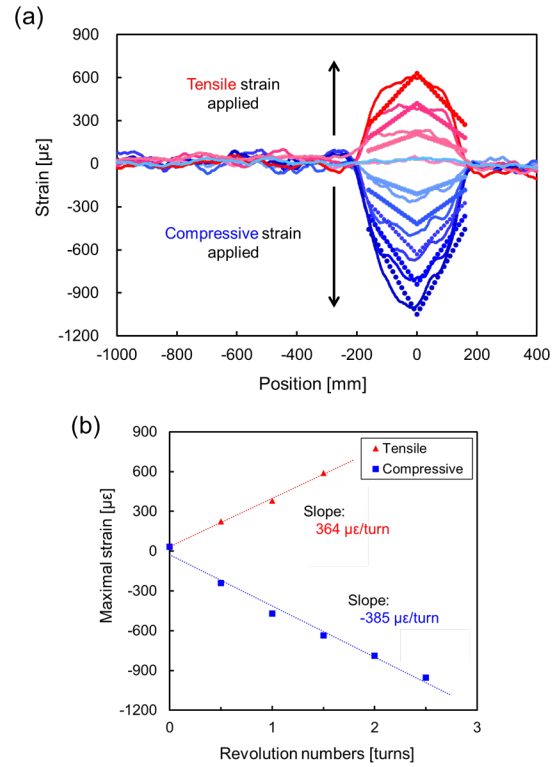 (a)
900
600
300
0
-300
-600
-900
-1200
Strain [µε]
Tensile strain
applied
Compressive strain
applied
-1000 -800 -600 -400 -200 0 200 400
Position [mm]
(b)
900
600
300
0
-300
-600
-900
-1200
Maximal strain [µε]
Tensile
Compressive
Slope:
364 µε/turn
Slope:
-385 µε/turn
0 1 2 3
Revolution numbers [turns]